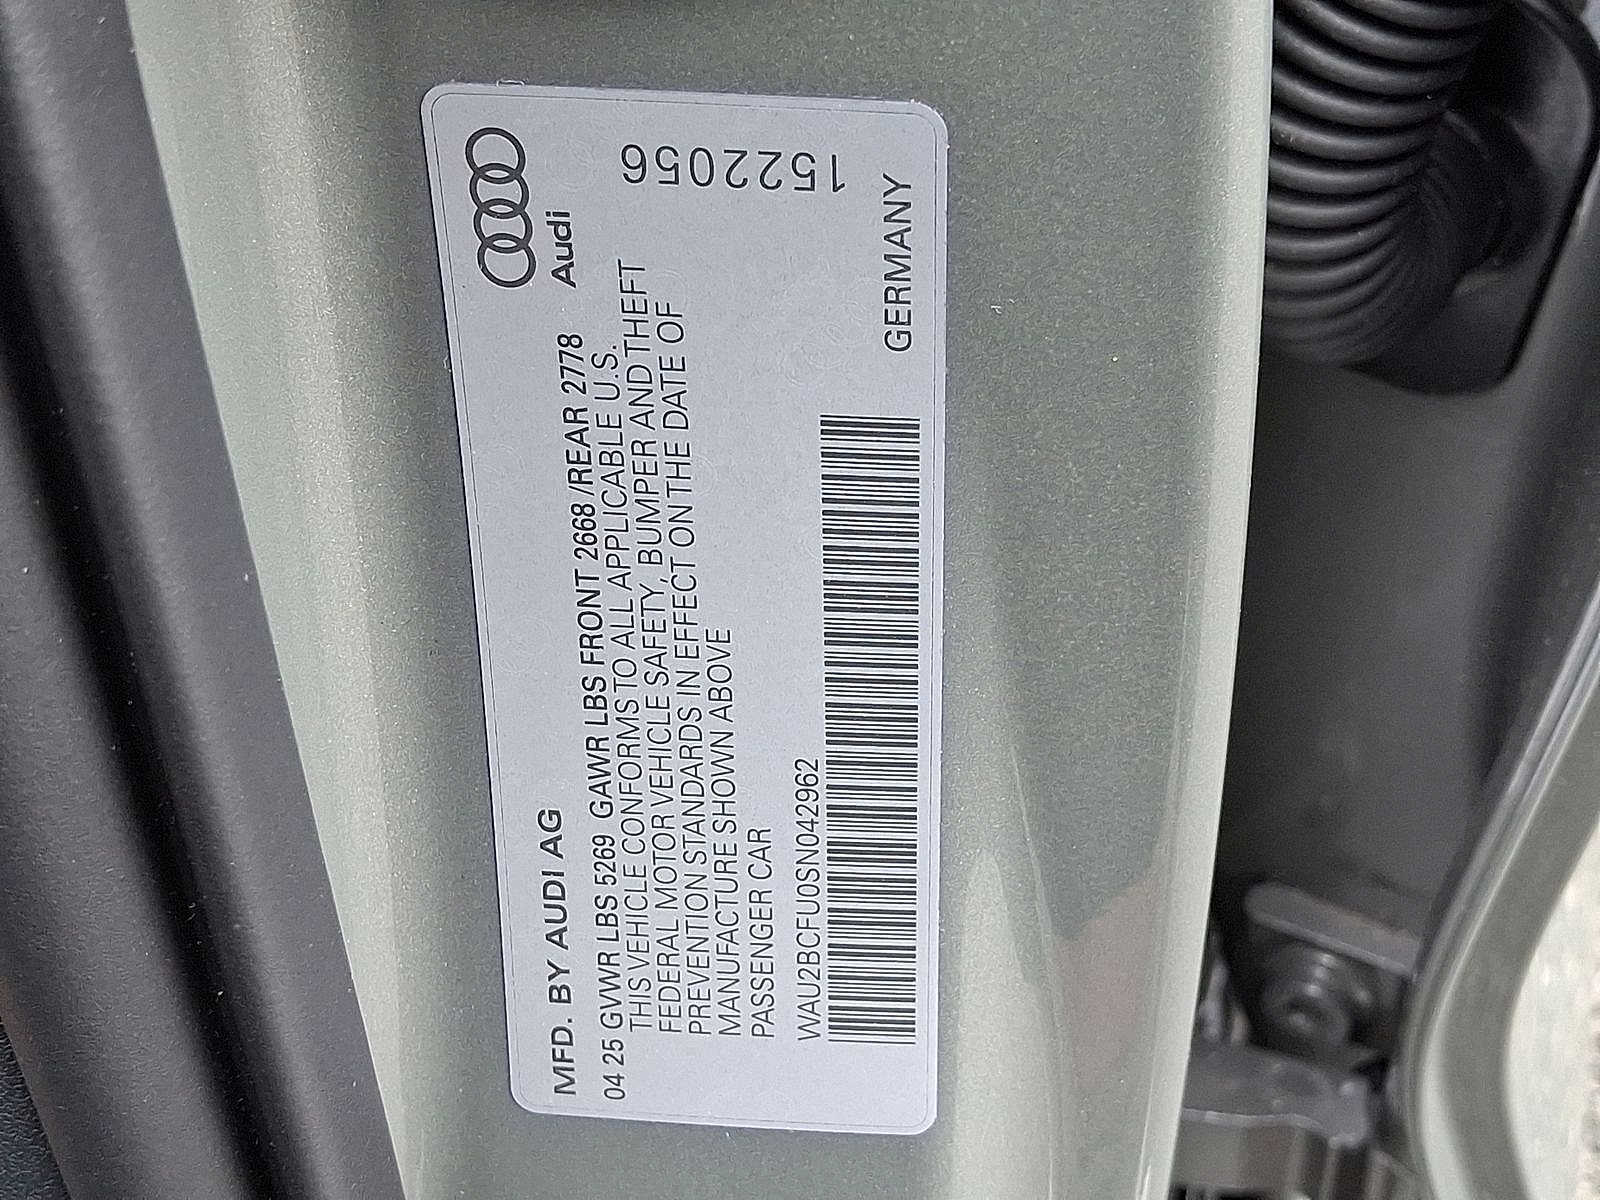 MFD. BY AUDI AG
Audi
04 25 GVWR LBS 5269 GAWR LBS FRONT 2668 /REAR 2778
THIS VEHICLE CONFORMS TO ALL APPLICABLE U.S.
FEDERAL MOTOR VEHICLE SAFETY, BUMPER AND THEFT
PREVENTION STANDARDS IN EFFECT ON THE DATE OF
MANUFACTURE SHOWN ABOVE
PASSENGER CAR
1522056
WAU2BCFU0SN042962
GERMANY